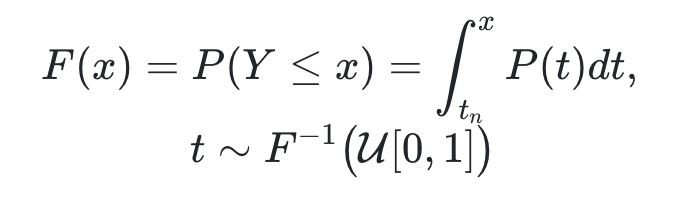 F(x) = P(Y ≤ x) = ∫_{t_n}^{x} P(t)dt,
t ∼ F^{-1}(𝒰[0, 1])